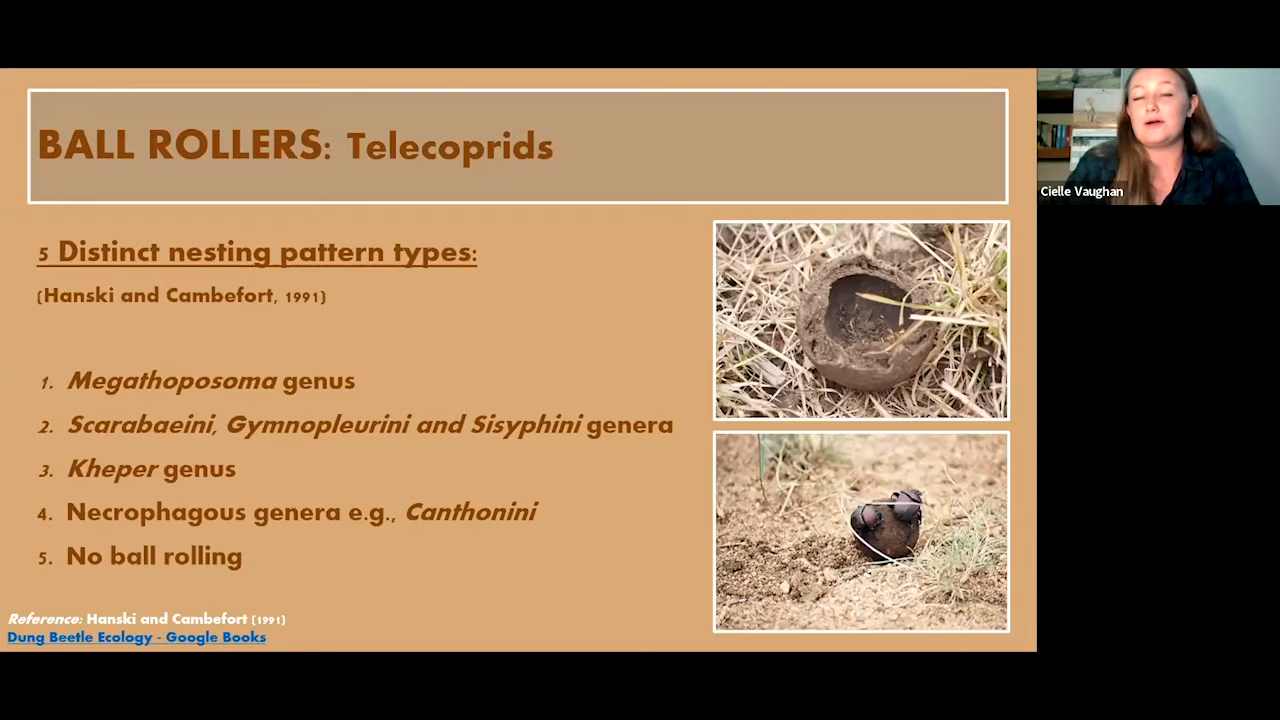 BALL ROLLERS: Telecoprids
5 Distinct nesting pattern types:
(Hanski and Cambefort, 1991)
1. Megathoposoma genus
2. Scarabaeini, Gymnopleurini and Sisyphini genera
3. Kheper genus
4. Necrophagous genera e.g., Canthonini
5. No ball rolling
Reference: Hanski and Cambefort (1991)
Dung Beetle Ecology - Google Books
Cielle Vaughan